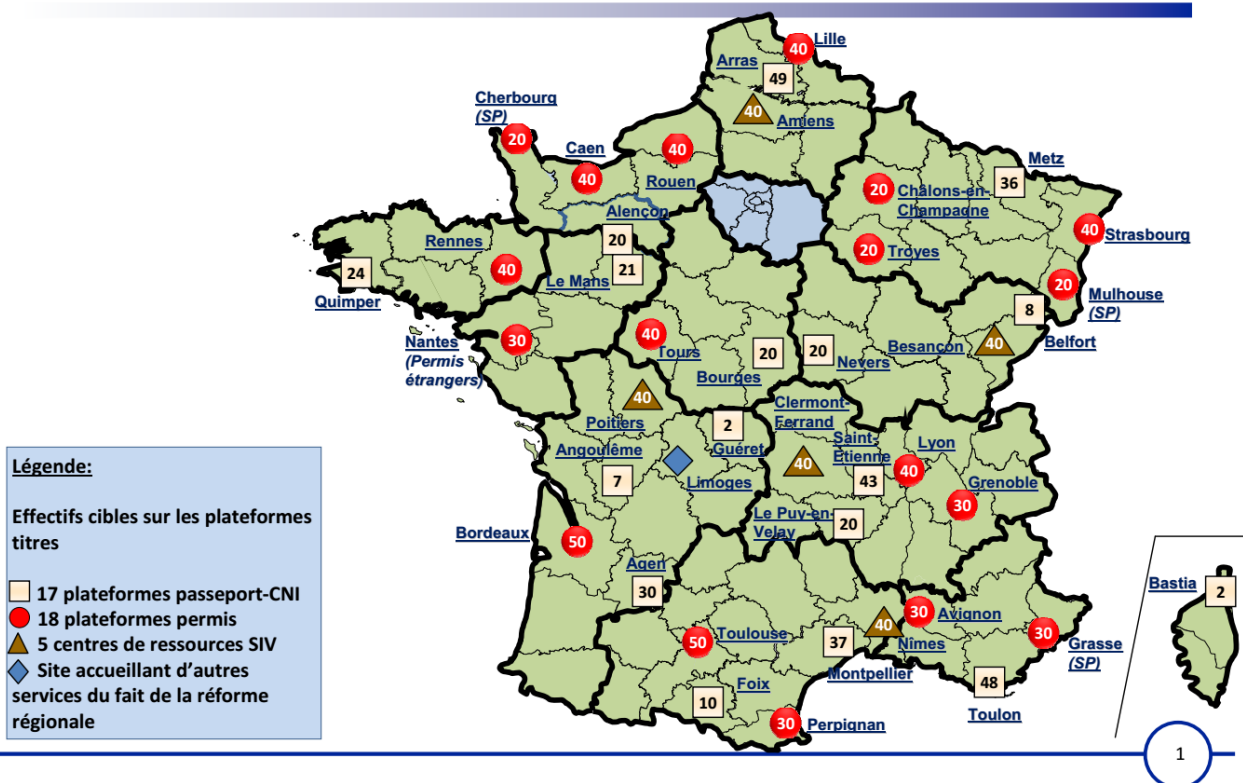 40
Lille
Arras
49
40
Amiens
Cherbourg
(SP)
20
Caen
40
40
Rouen
Metz
36
20
Châlons-en-
Champagne
Alençon
20
40
Strasbourg
20
Troyes
Rennes
40
24
Quimper
Le Mans
21
20
Mulhouse
(SP)
8
Belfort
Nantes
(Permis
étrangers)
30
40
Tours
20
Bourges
20
Nevers
Besançon
40
40
Poitiers
2
Guéret
Clermont-
Ferrand
40
Saint-
Etienne
43
Lyon
40
Angoulême
7
Limoges
Grenoble
30
Le Puy-en-
Velay
20
Bordeaux
50
Agen
30
50
Toulouse
37
Montpellier
40
Nîmes
30
Avignon
30
Grasse
(SP)
48
Toulon
Foix
10
30
Perpignan
Bastia
2
Légende:
Effectifs cibles sur les plateformes
titres
17 plateformes passeport-CNI
18 plateformes permis
5 centres de ressources SIV
Site accueillant d’autres
services du fait de la réforme
régionale
1